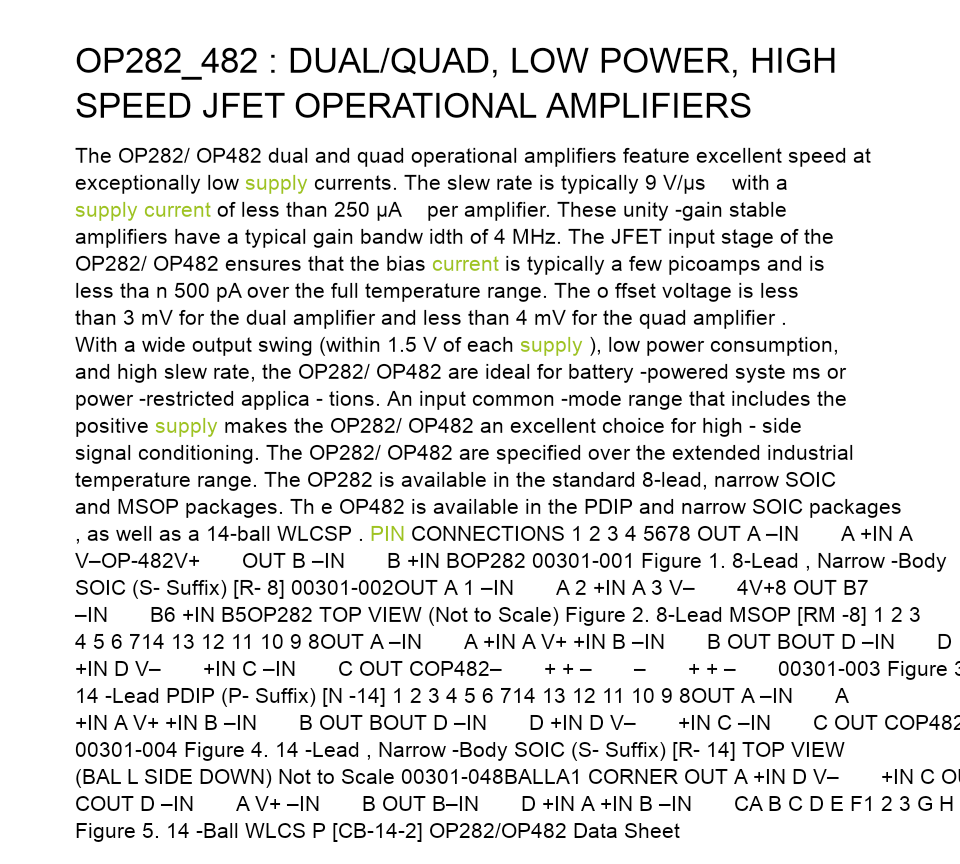 OP282_482 : DUAL/QUAD, LOW POWER, HIGH
SPEED JFET OPERATIONAL AMPLIFIERS
The OP282/ OP482 dual and quad operational amplifiers feature excellent speed at
exceptionally low supply currents. The slew rate is typically 9 V/µs with a
supply current of less than 250 µA per amplifier. These unity -gain stable
amplifiers have a typical gain bandw idth of 4 MHz. The JFET input stage of the
OP282/ OP482 ensures that the bias current is typically a few picoamps and is
less tha n 500 pA over the full temperature range. The o ffset voltage is less
than 3 mV for the dual amplifier and less than 4 mV for the quad amplifier .
With a wide output swing (within 1.5 V of each supply ), low power consumption,
and high slew rate, the OP282/ OP482 are ideal for battery -powered syste ms or
power -restricted applica - tions. An input common -mode range that includes the
positive supply makes the OP282/ OP482 an excellent choice for high - side
signal conditioning. The OP282/ OP482 are specified over the extended industrial
temperature range. The OP282 is available in the standard 8-lead, narrow SOIC
and MSOP packages. Th e OP482 is available in the PDIP and narrow SOIC packages
, as well as a 14-ball WLCSP . PIN CONNECTIONS 1 2 3 4 5678 OUT A –IN A +IN A
V–OP-482V+ OUT B –IN B +IN BOP282 00301-001 Figure 1. 8-Lead , Narrow -Body
SOIC (S- Suffix) [R- 8] 00301-002OUT A 1 –IN A 2 +IN A 3 V– 4V+8 OUT B7
–IN B6 +IN B5OP282 TOP VIEW (Not to Scale) Figure 2. 8-Lead MSOP [RM -8] 1 2 3
4 5 6 714 13 12 11 10 9 8OUT A –IN A +IN A V+ +IN B –IN B OUT BOUT D –IN D
+IN D V– +IN C –IN C OUT COP482– + + – – + + – 00301-003 Figure 3
14 -Lead PDIP (P- Suffix) [N -14] 1 2 3 4 5 6 714 13 12 11 10 9 8OUT A –IN A
+IN A V+ +IN B –IN B OUT BOUT D –IN D +IN D V– +IN C –IN C OUT COP482
00301-004 Figure 4. 14 -Lead , Narrow -Body SOIC (S- Suffix) [R- 14] TOP VIEW
(BAL L SIDE DOWN) Not to Scale 00301-048BALLA1 CORNER OUT A +IN D V– +IN C OU
COUT D –IN A V+ –IN B OUT B–IN D +IN A +IN B –IN CA B C D E F1 2 3 G H
Figure 5. 14 -Ball WLCS P [CB-14-2] OP282/OP482 Data Sheet